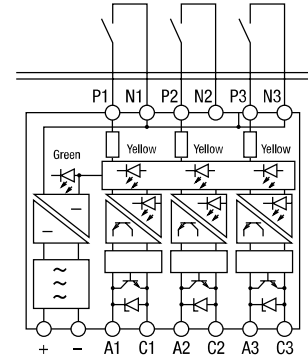 P1 N1 P2 N2 P3 N3
Green Yellow Yellow Yellow
+ − A1 C1 A2 C2 A3 C3